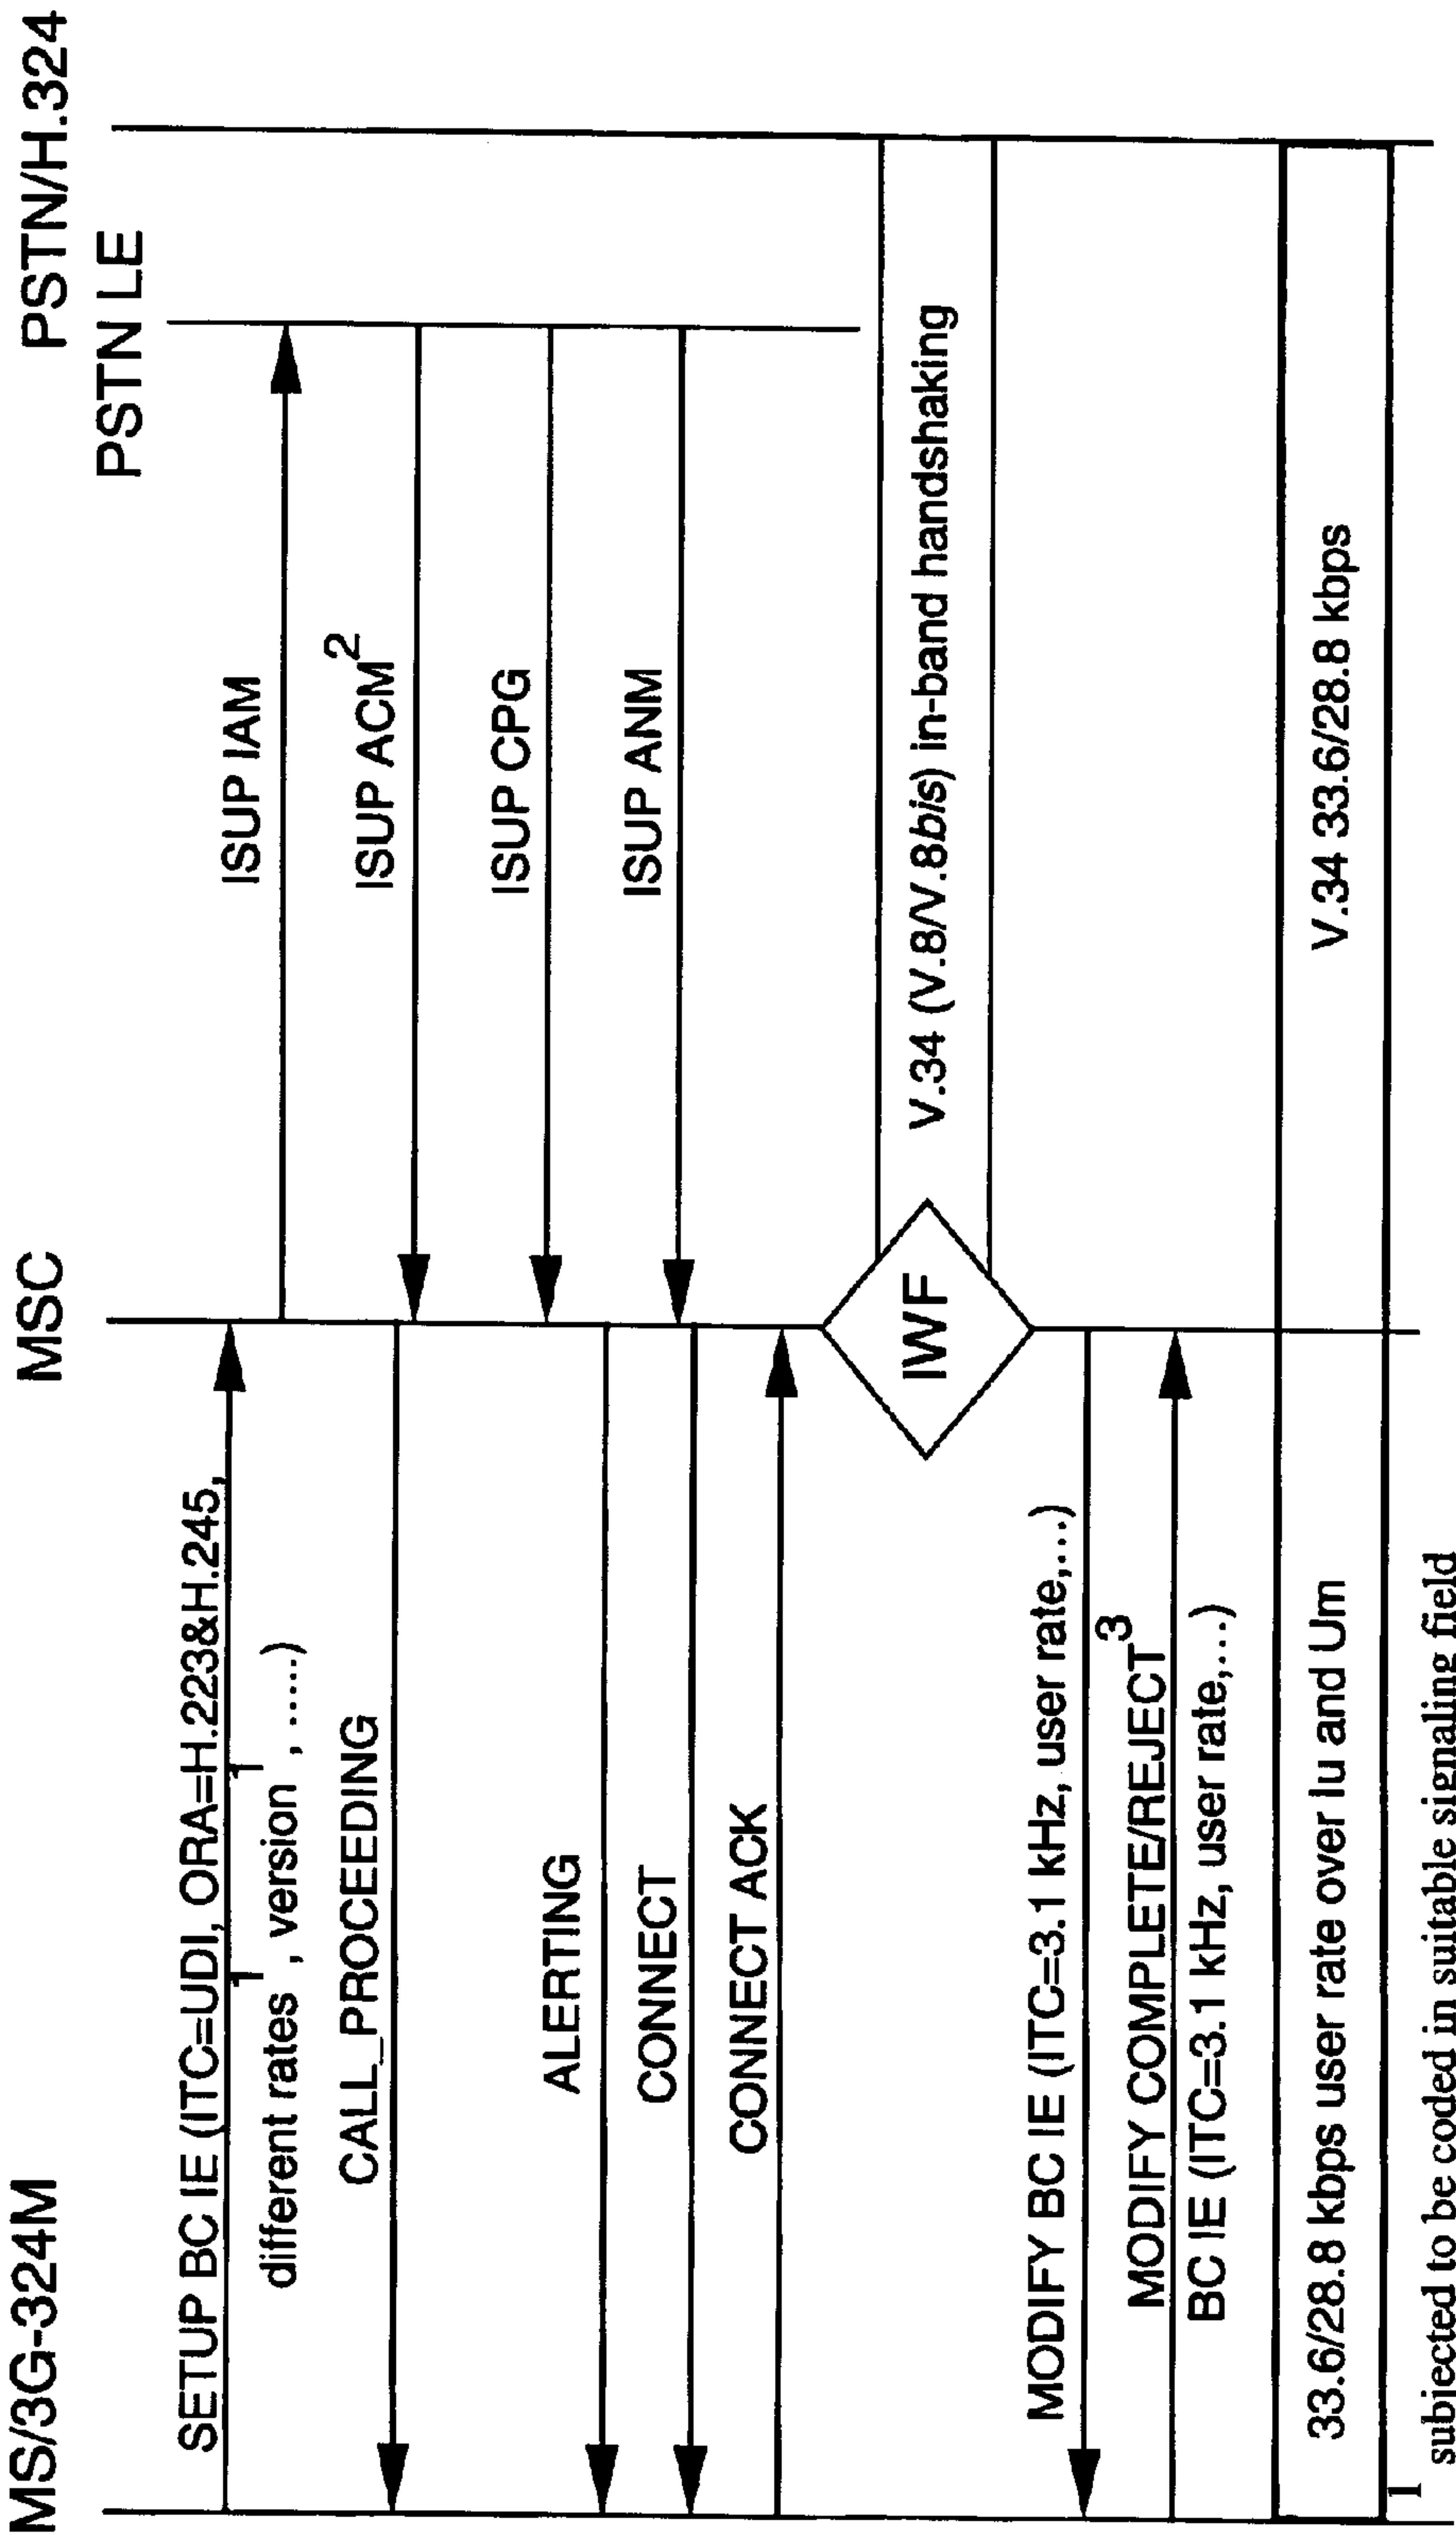 MS/3G-324M
MSC
PSTN/H.324
PSTN LE
SETUP BC IE (ITC=UDI, ORA=H.223&H.245,
different rates1, version1, .....)
ISUP IAM
CALL_PROCEEDING
ISUP ACM2
ISUP CPG
ALERTING
ISUP ANM
CONNECT
CONNECT ACK
IWF
V.34 (V.8/V.8bis) in-band handshaking
MODIFY BC IE (ITC=3.1 kHz, user rate,...)
MODIFY COMPLETE/REJECT3
BC IE (ITC=3.1 kHz, user rate,...)
33.6/28.8 kbps user rate over Iu and Um
V.34 33.6/28.8 kbps
1 subjected to be coded in suitable signaling field